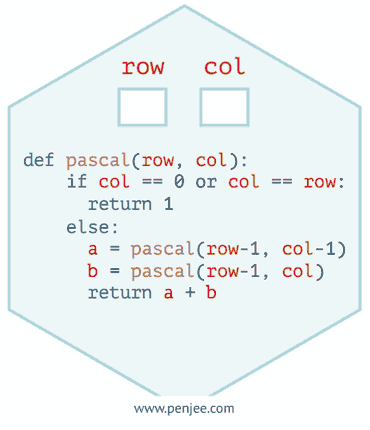 row col
def pascal(row, col):
    if col == 0 or col == row:
      return 1
    else:
      a = pascal(row-1, col-1)
      b = pascal(row-1, col)
      return a + b
www.penjee.com